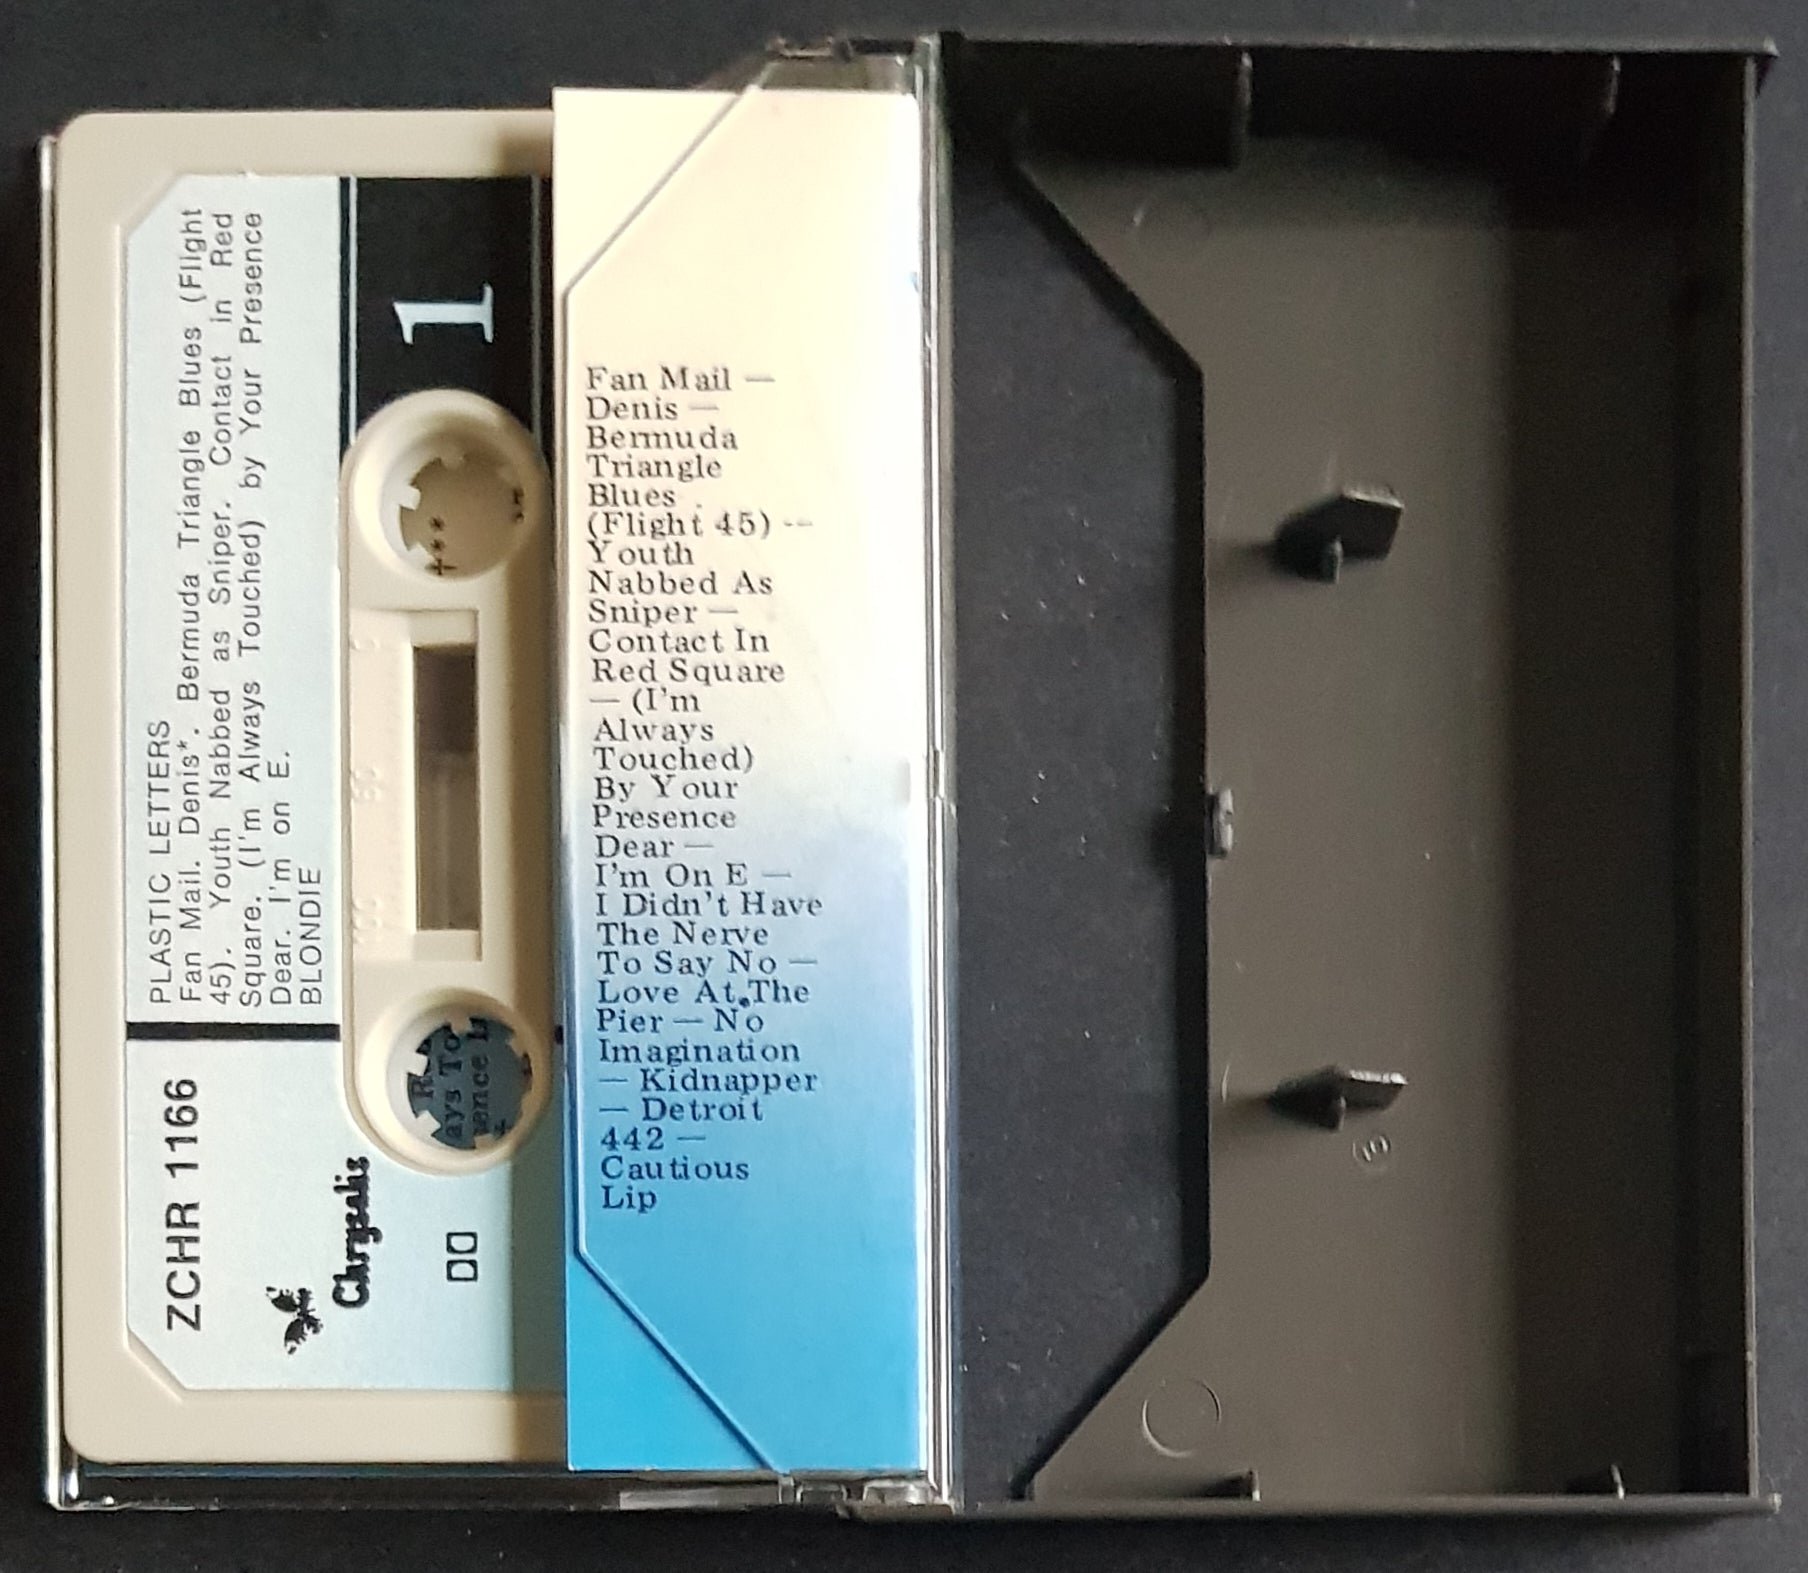 PLASTIC LETTERS
Fan Mail. Denis*. Bermuda Triangle Blues (Flight
45). Youth Nabbed as Sniper. Contact in Red
Square. (I'm Always Touched) by Your Presence
Dear. I'm on E.
BLONDIE
1
ZCHR 1166
Chrysalis
Fan Mail —
Denis —
Bermuda
Triangle
Blues
(Flight 45) —
Youth
Nabbed As
Sniper —
Contact In
Red Square
— (I'm
Always
Touched)
By Your
Presence
Dear —
I'm On E —
I Didn't Have
The Nerve
To Say No —
Love At The
Pier — No
Imagination
— Kidnapper
— Detroit
442 —
Cautious
Lip